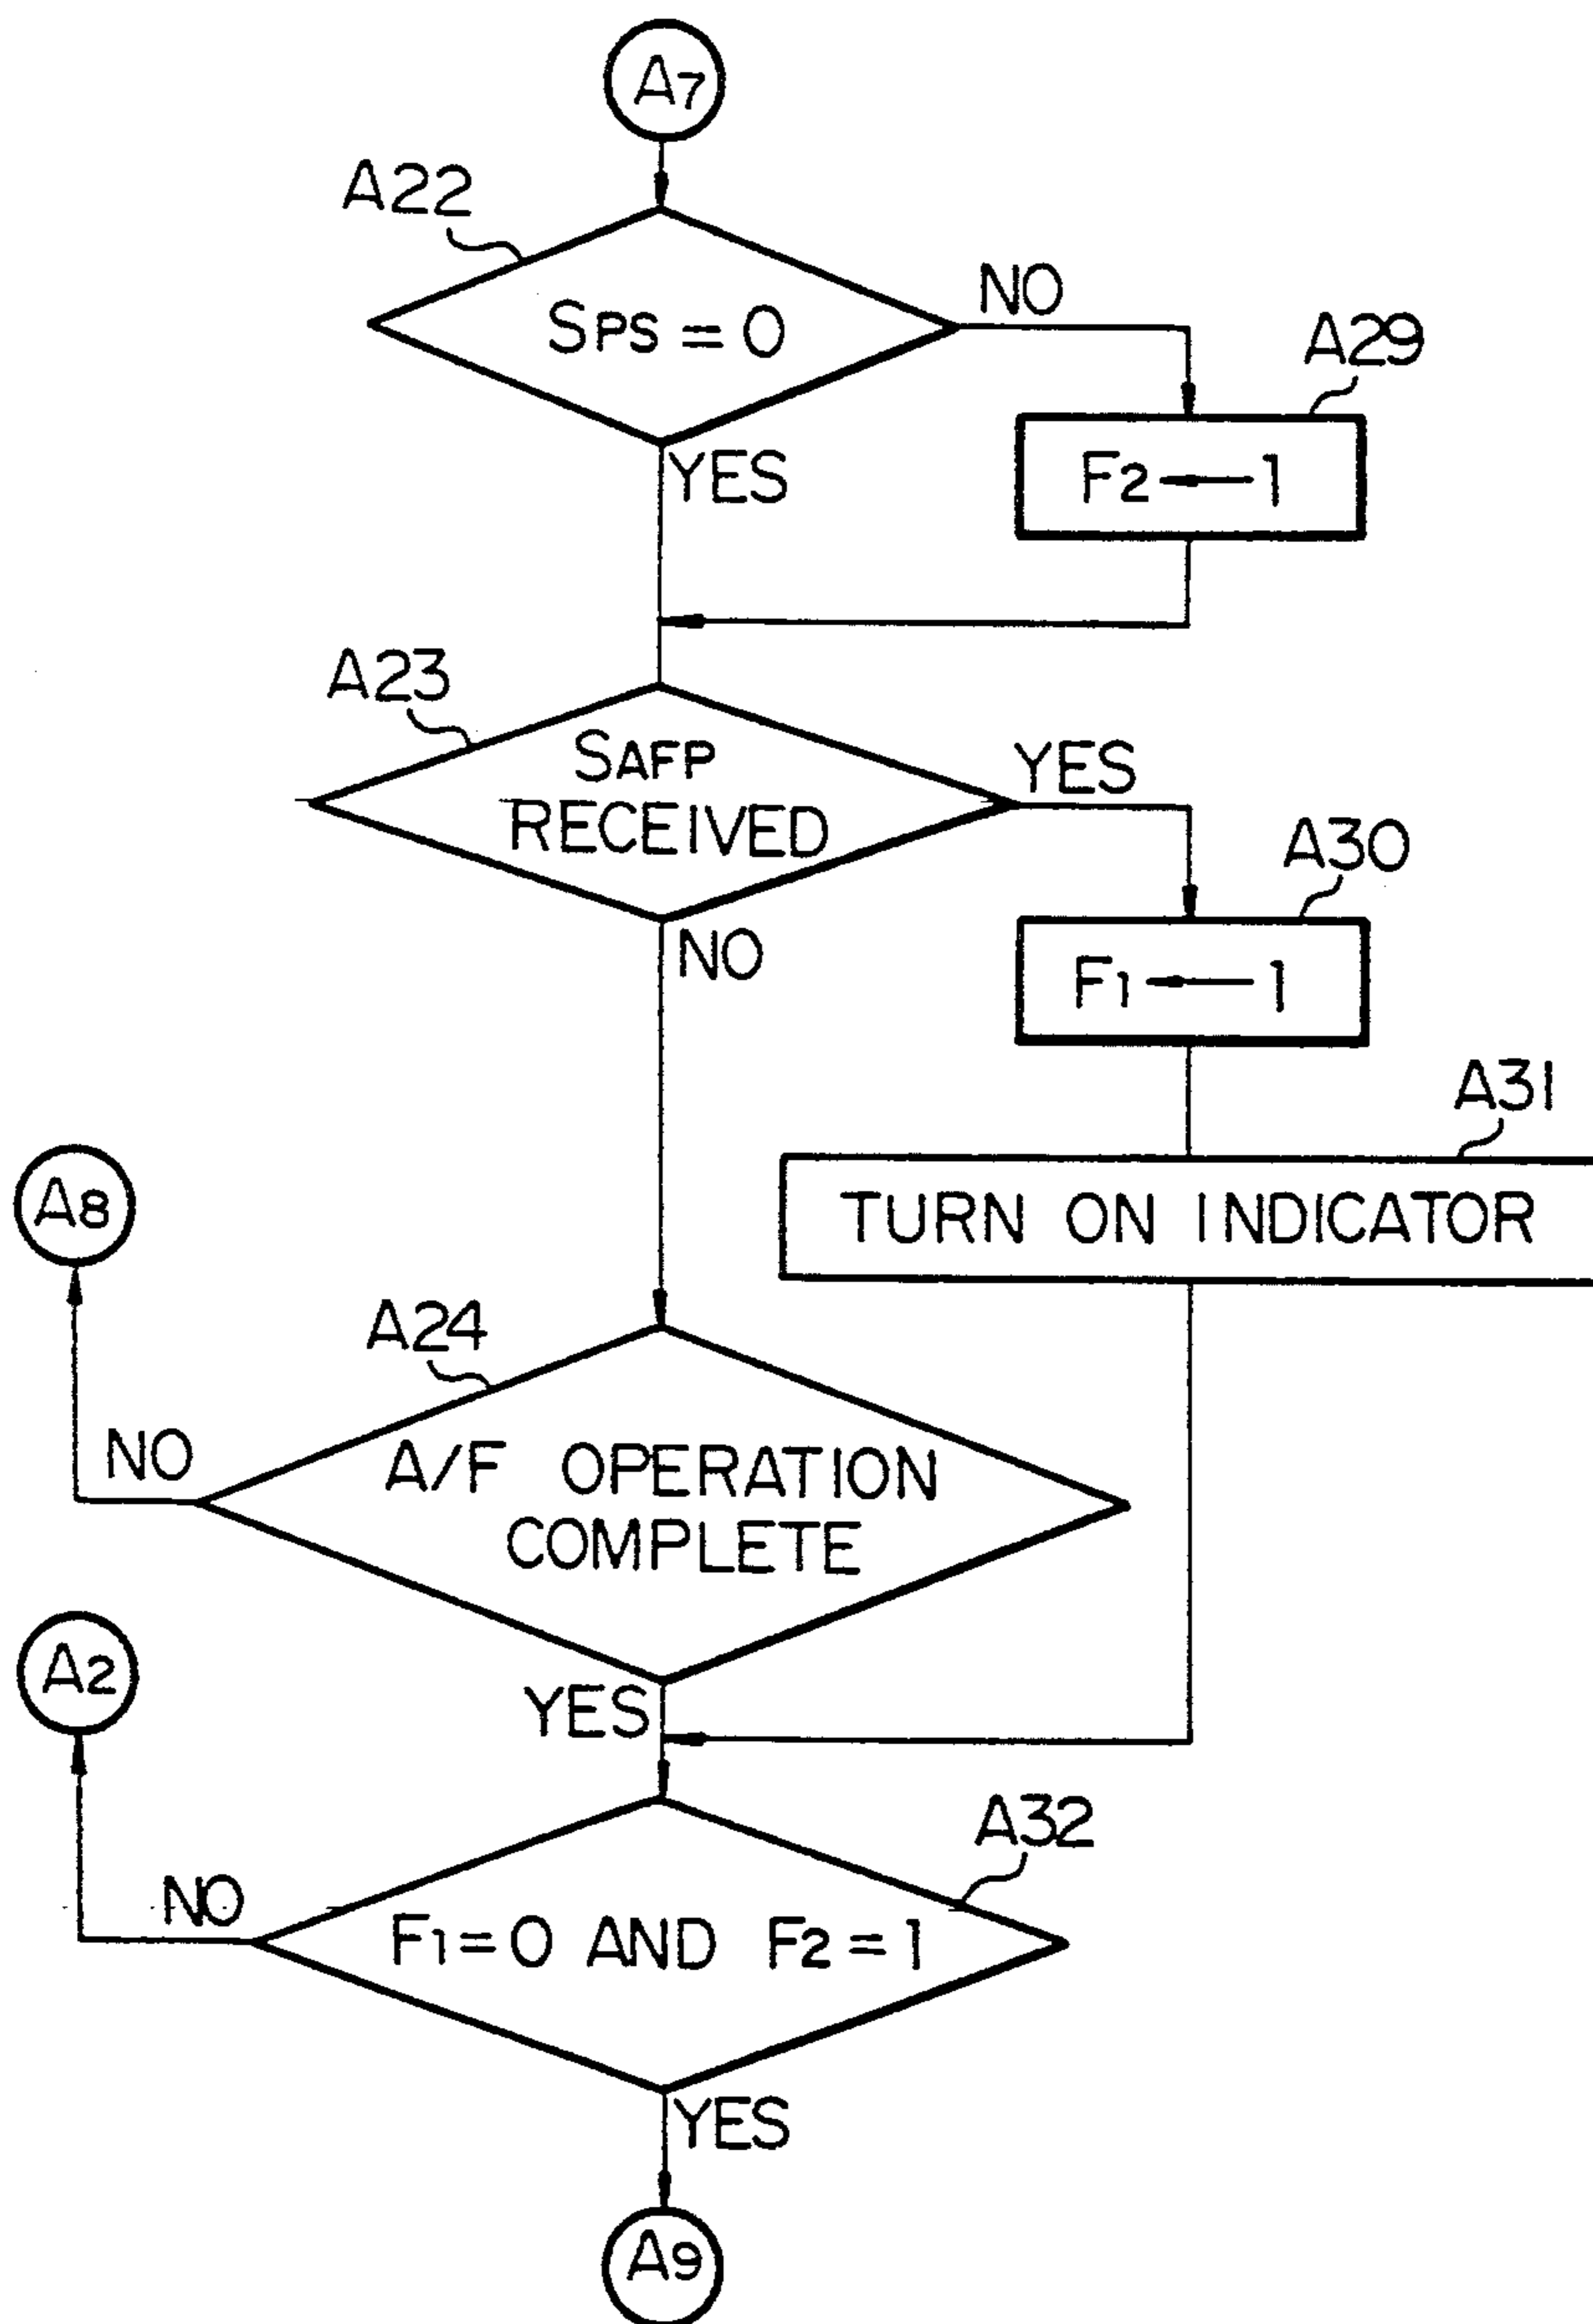 A7
A22
SPS = 0
NO
A29
F2 ← 1
YES
A23
SAFP
RECEIVED
YES
A30
F1 ← 1
NO
A31
TURN ON INDICATOR
A8
A24
NO
A/F OPERATION
COMPLETE
A2
YES
A32
NO
F1=0 AND F2=1
YES
A9